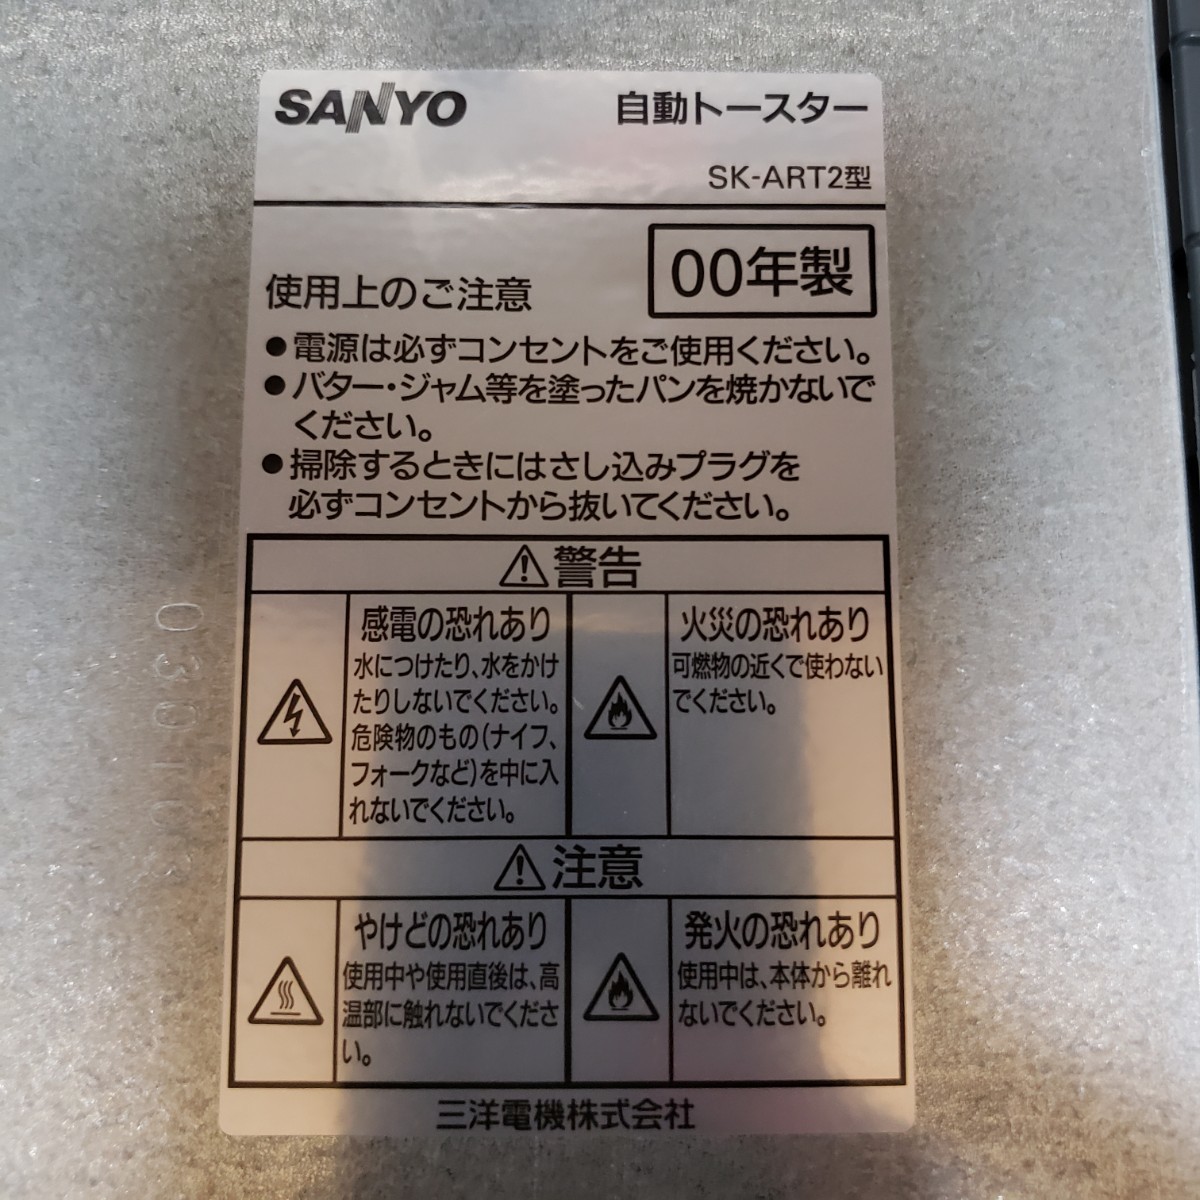 SANYO 自動トースター
SK-ART2型
00年製
使用上のご注意
●電源は必ずコンセントをご使用ください。
●バター・ジャム等を塗ったパンを焼かないで
ください。
●掃除するときにはさし込みプラグを
必ずコンセントから抜いてください。
警告
感電の恐れあり
水につけたり、水をかけ
たりしないでください。
危険物のもの(ナイフ、
フォークなど)を中に入
れないでください。
火災の恐れあり
可燃物の近くで使わない
でください。
注意
やけどの恐れあり
使用中や使用直後は、高
温部に触れないでくださ
い。
発火の恐れあり
使用中は、本体から離れ
ないでください。
三洋電機株式会社